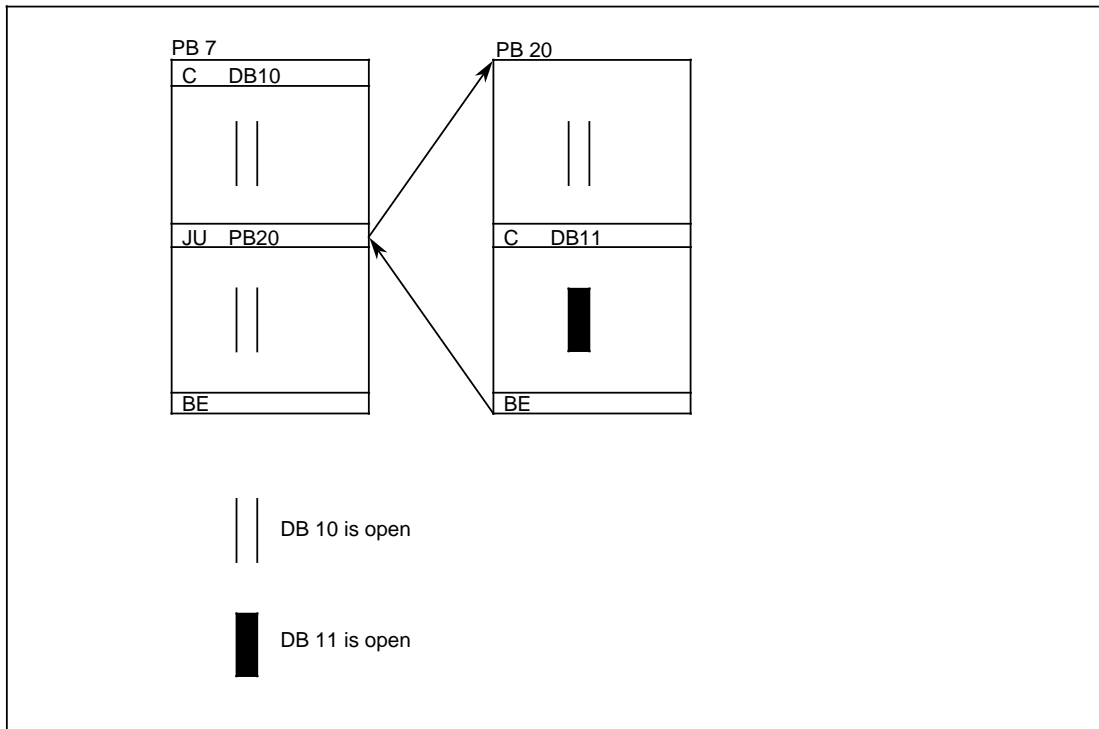 PB 7
C DB10
JU PB20
BE
PB 20
C DB11
BE
DB 10 is open
DB 11 is open